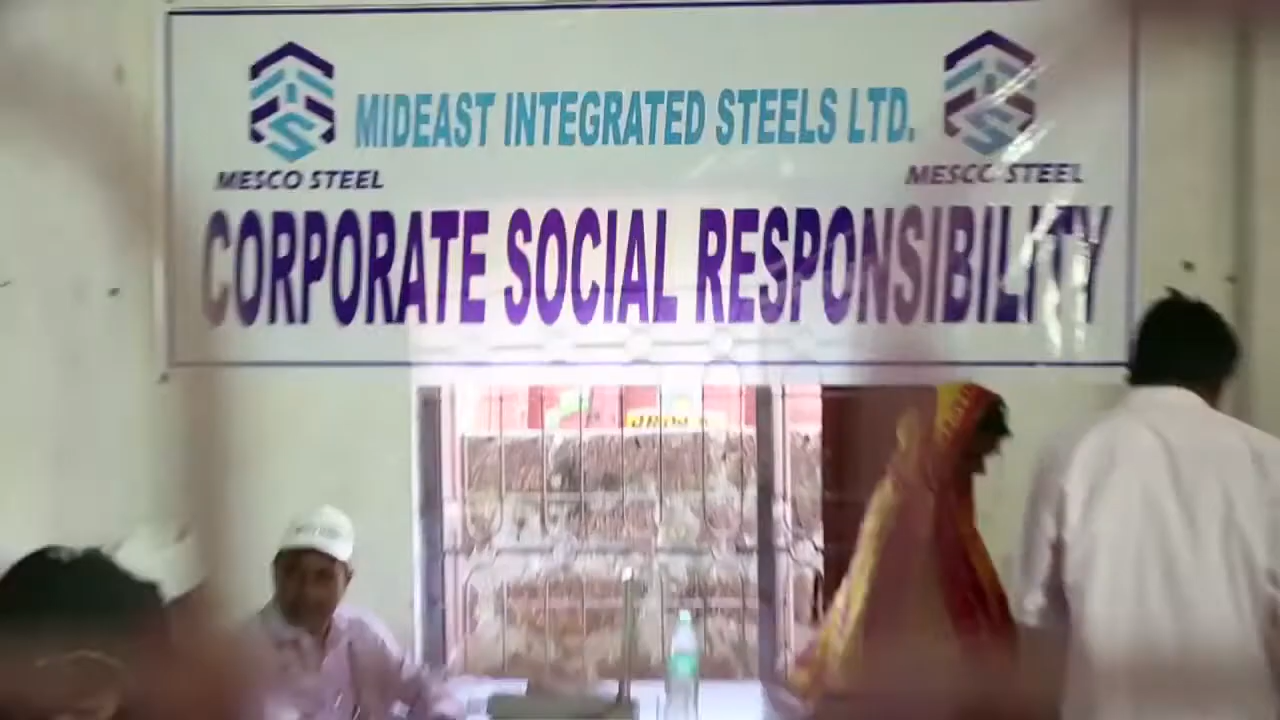 MIDEAST INTEGRATED STEELS LTD.
MESCO STEEL
MESCO STEEL
CORPORATE SOCIAL RESPONSIBILITY